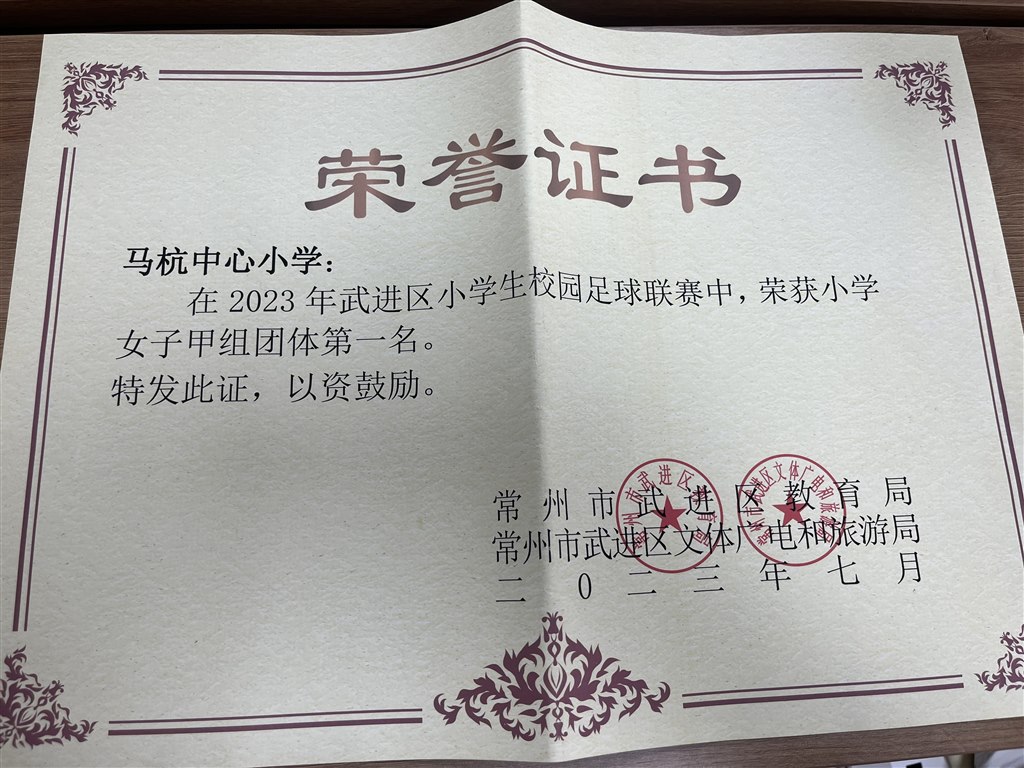 荣誉证书
马杭中心小学：
在 2023 年武进区小学生校园足球联赛中，荣获小学
女子甲组团体第一名。
特发此证，以资鼓励。
常州市武进区教育局
常州市武进区文体广电和旅游局
二0二三年七月